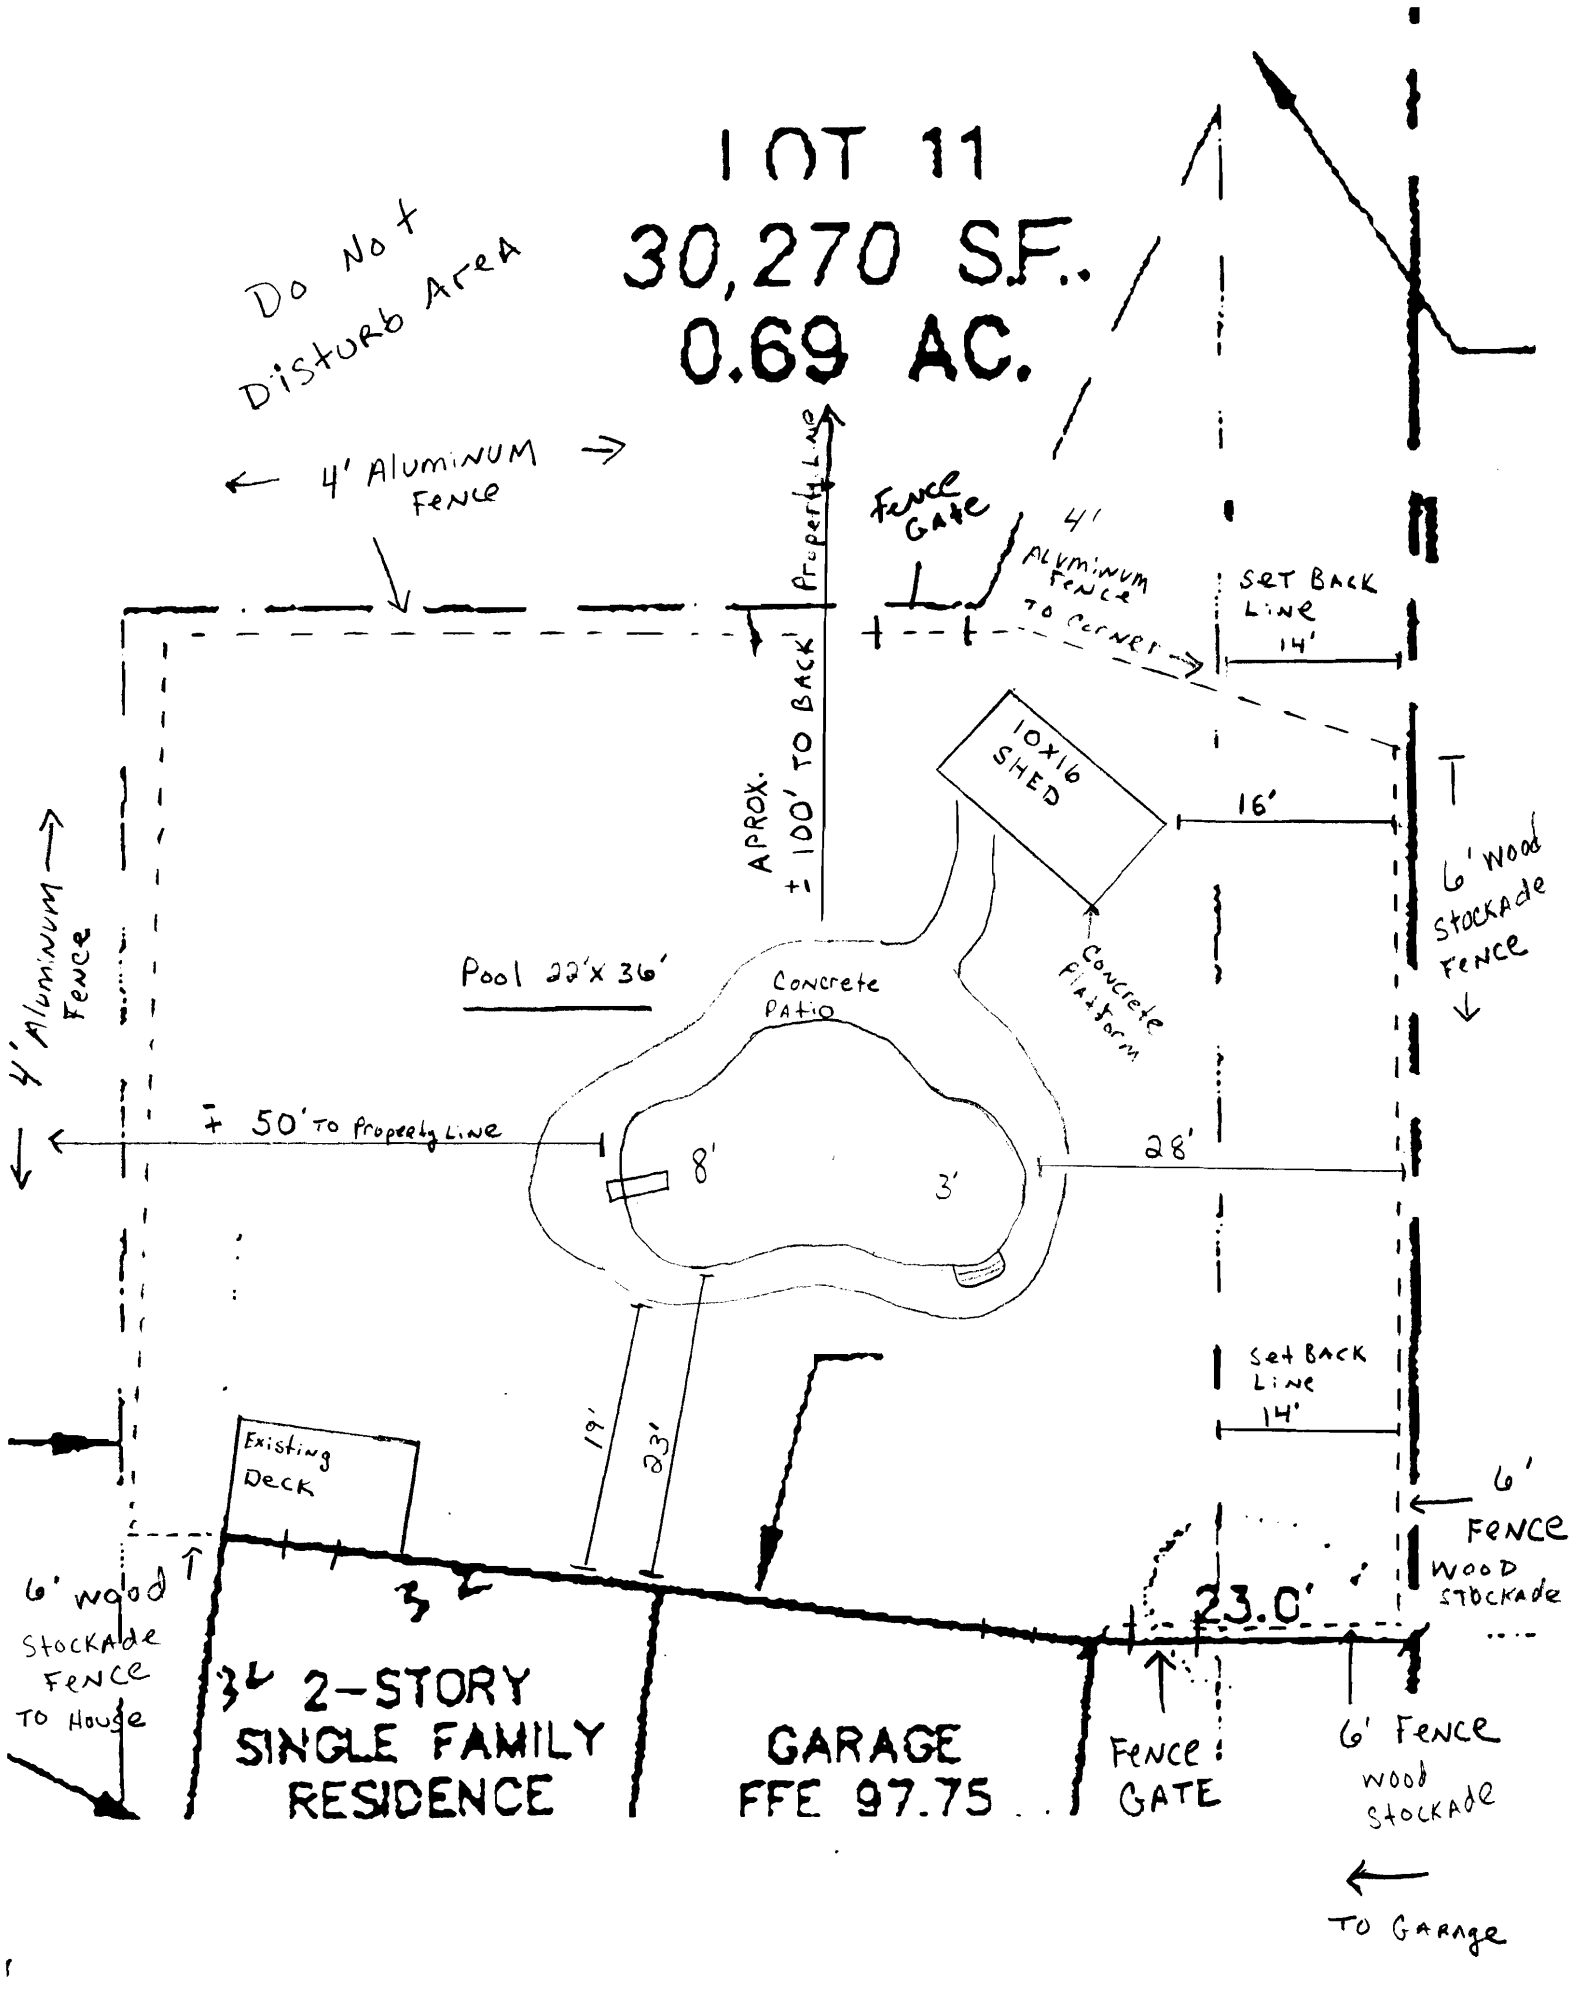 LOT 11
30,270 S.F.
0.69 AC.
Do Not
Disturb Area
4' Aluminum
Fence
Fence
Gate
4'
Aluminum
Fence
To Corner
Set Back
Line
14'
Aprox.
± 100' To Back Property Line
10x16
Shed
16'
6' Wood
Stockade
Fence
4' Aluminum
Fence
Pool 22' x 36'
Concrete
Patio
Concrete
Platform
∓ 50' To Property Line
8'
3'
28'
19'
23'
Set Back
Line
14'
Existing
Deck
6'
Fence
Wood
Stockade
23.0'
6' Wood
Stockade
Fence
To House
2-STORY
SINGLE FAMILY
RESIDENCE
GARAGE
FFE 97.75
Fence
Gate
6' Fence
Wood
Stockade
To Garage